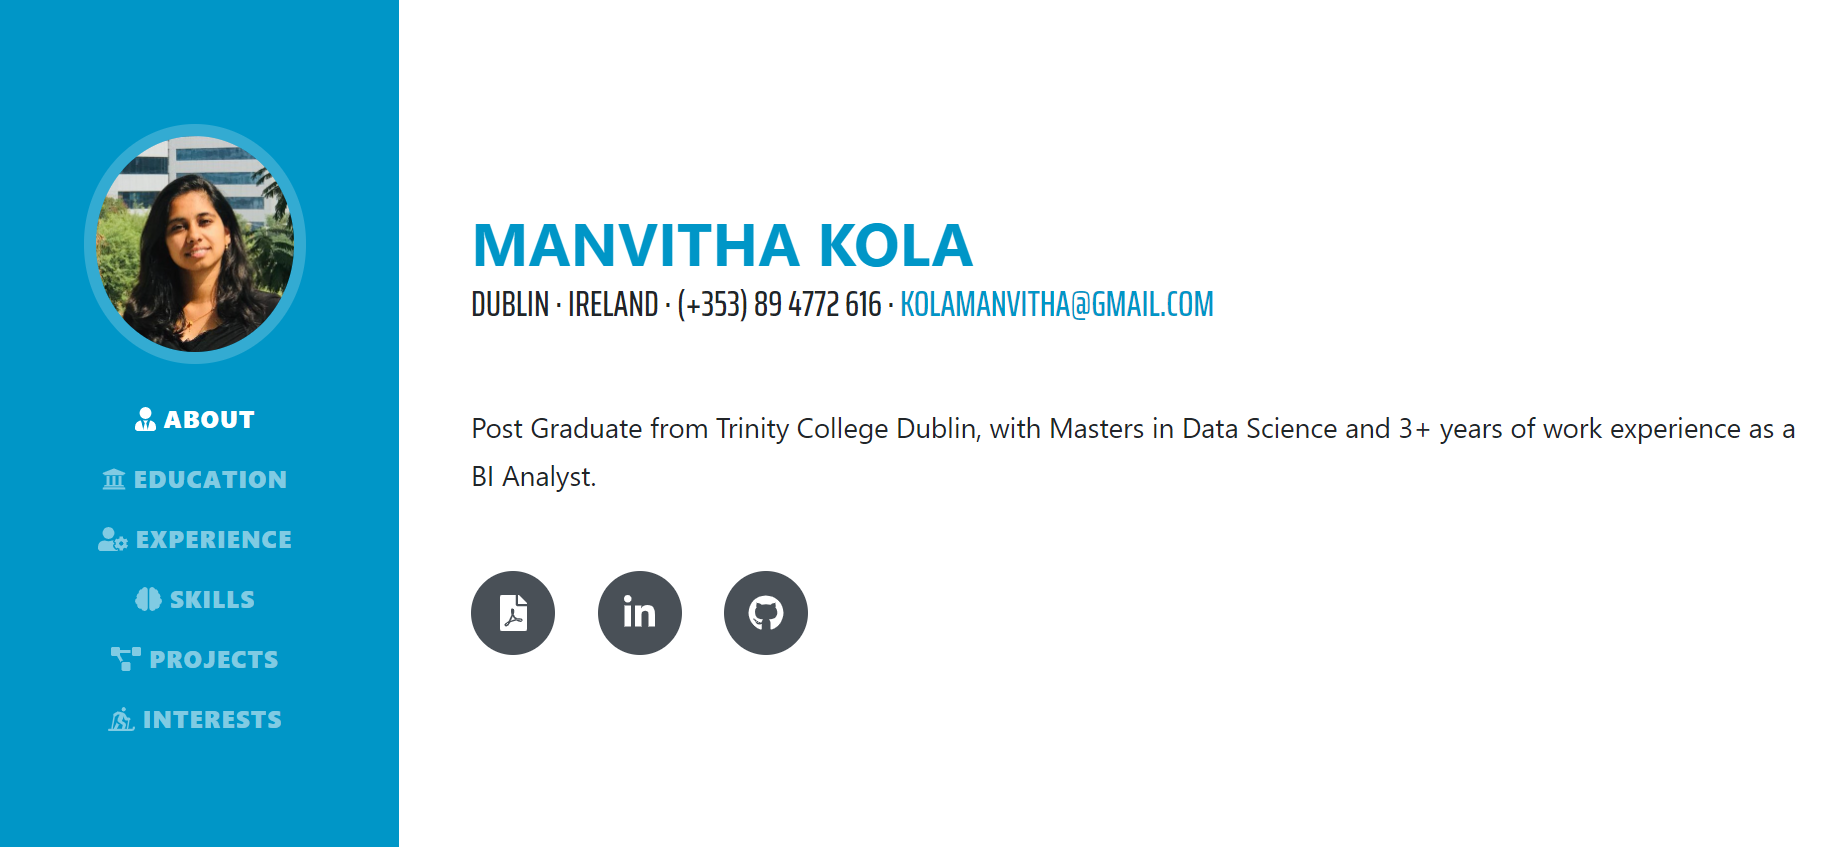 ABOUT
EDUCATION
EXPERIENCE
SKILLS
PROJECTS
INTERESTS
MANVITHA KOLA
DUBLIN · IRELAND · (+353) 89 4772 616 · KOLAMANVITHA@GMAIL.COM
Post Graduate from Trinity College Dublin, with Masters in Data Science and 3+ years of work experience as a
BI Analyst.
in